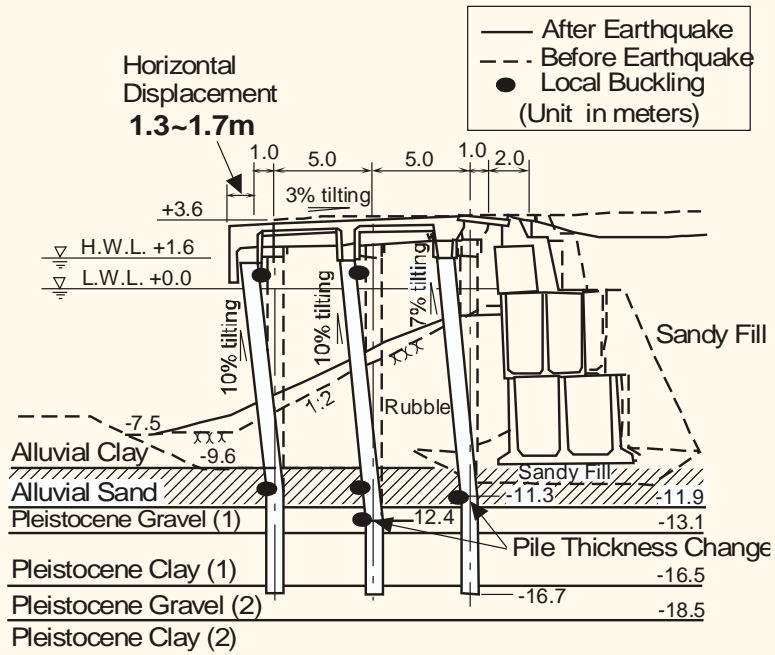 After Earthquake
Before Earthquake
Local Buckling
(Unit in meters)
Horizontal
Displacement
1.3~1.7m
1.0 5.0 5.0 1.0 2.0
3% tilting
+3.6
H.W.L. +1.6
L.W.L. +0.0
10% tilting
10% tilting
7% tilting
Sandy Fill
1:2
Rubble
-7.5
-9.6
Alluvial Clay
Sandy Fill
Alluvial Sand
-11.3
-11.9
Pleistocene Gravel (1)
-12.4
-13.1
Pile Thickness Change
Pleistocene Clay (1)
-16.5
-16.7
Pleistocene Gravel (2)
-18.5
Pleistocene Clay (2)